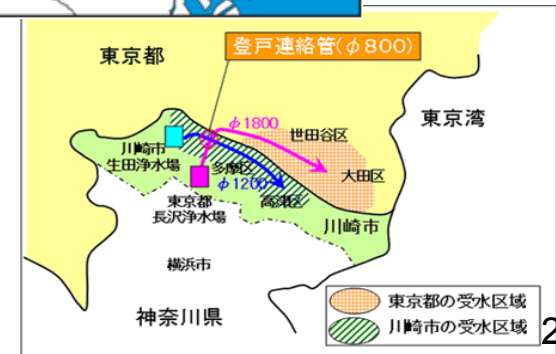 登戸連絡管(φ800)
東京都
東京湾
φ1800
世田谷区
川崎市
生田浄水場
多摩区
大田区
φ1200
高津区
東京都
長沢浄水場
川崎市
横浜市
神奈川県
東京都の受水区域
川崎市の受水区域
2